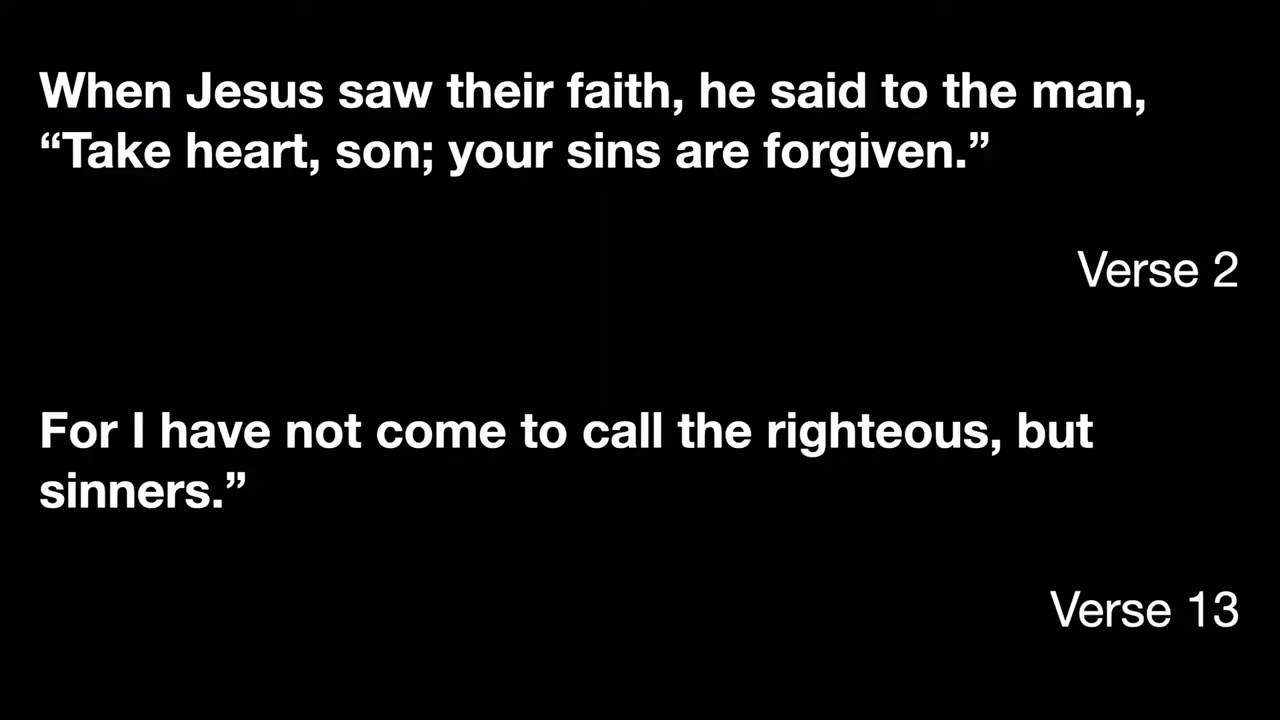 When Jesus saw their faith, he said to the man,
“Take heart, son; your sins are forgiven.”
Verse 2
For I have not come to call the righteous, but
sinners.”
Verse 13